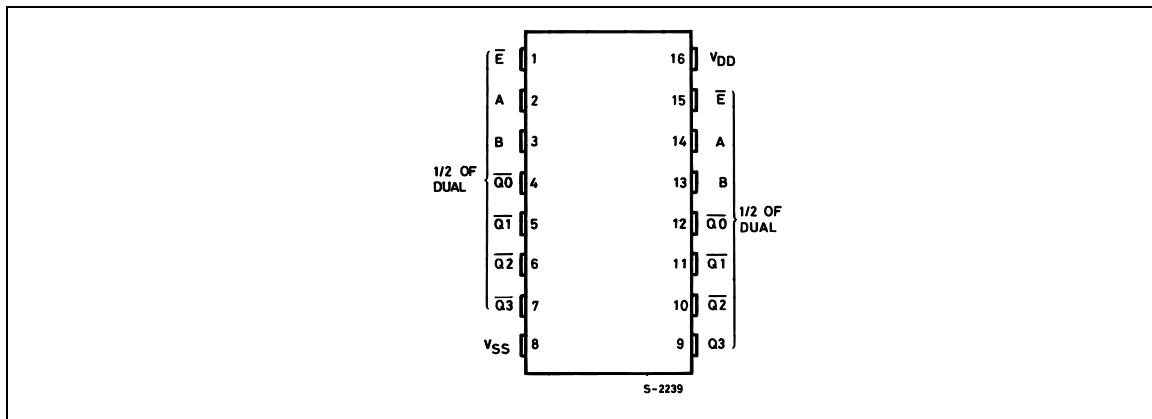 E̅ 1 16 VDD
A 2 15 E̅
B 3 14 A
1/2 OF
DUAL
Q̅0̅ 4 13 B
Q̅1̅ 5 12 Q̅0̅
1/2 OF
DUAL
Q̅2̅ 6 11 Q̅1̅
Q̅3̅ 7 10 Q̅2̅
VSS 8 9 Q3
S-2239